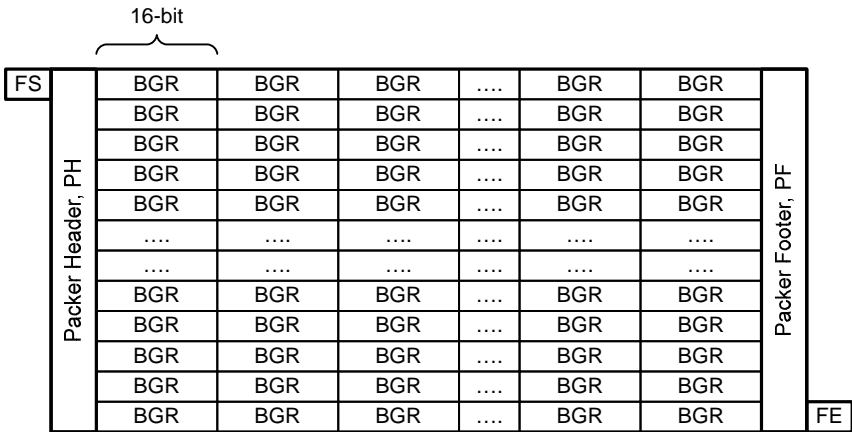 16-bit
FS BGR BGR BGR .... BGR BGR
BGR BGR BGR .... BGR BGR
BGR BGR BGR .... BGR BGR
BGR BGR BGR .... BGR BGR
BGR BGR BGR .... BGR BGR
.... .... .... .... .... ....
.... .... .... .... .... ....
BGR BGR BGR .... BGR BGR
BGR BGR BGR .... BGR BGR
BGR BGR BGR .... BGR BGR
BGR BGR BGR .... BGR BGR
BGR BGR BGR .... BGR BGR FE
Packer Header, PH
Packer Footer, PF